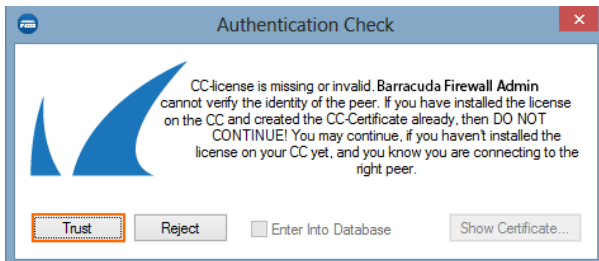 Authentication Check
CC-license is missing or invalid. Barracuda Firewall Admin
cannot verify the identity of the peer. If you have installed the license
on the CC and created the CC-Certificate already, then DO NOT
CONTINUE! You may continue, if you haven't installed the
license on your CC yet, and you know you are connecting to the
right peer.
Trust Reject Enter Into Database Show Certificate...